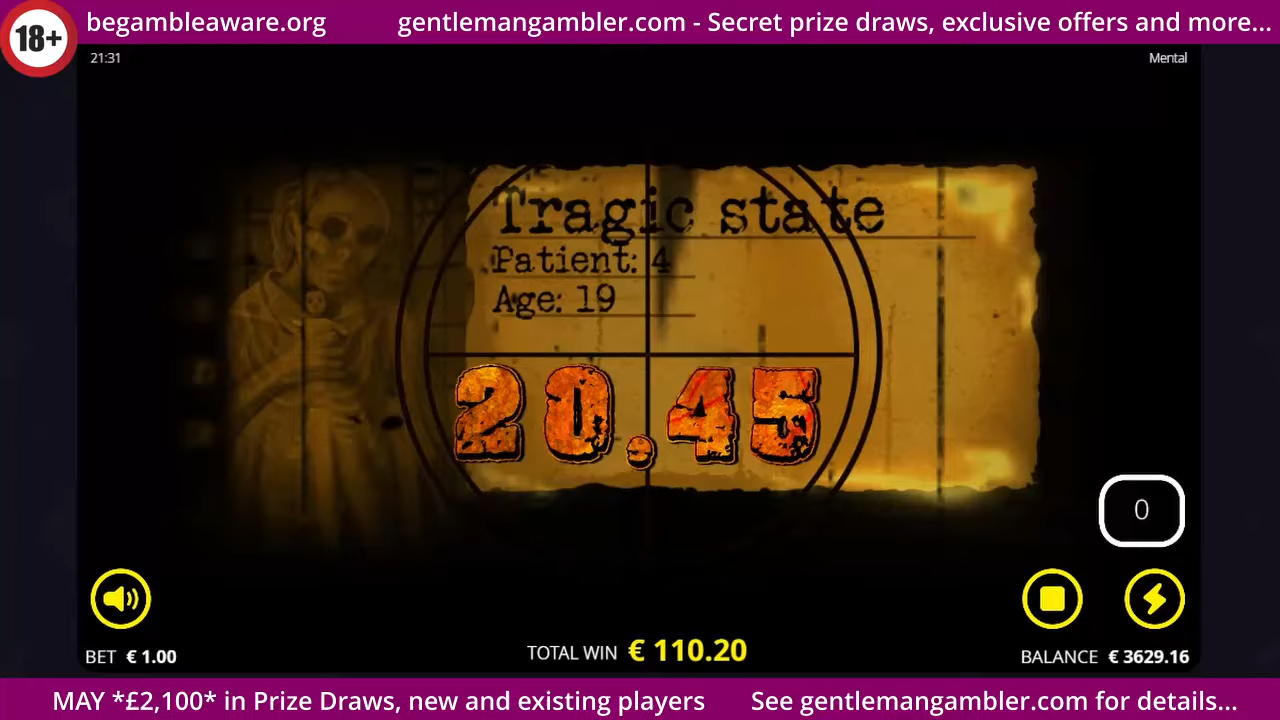 18+
begambleaware.org
gentlemangambler.com - Secret prize draws, exclusive offers and more...
21:31
Mental
Tragic state
Patient: 4
Age: 19
20.45
0
BET € 1.00
TOTAL WIN € 110.20
BALANCE € 3629.16
MAY *£2,100* in Prize Draws, new and existing players
See gentlemangambler.com for details...